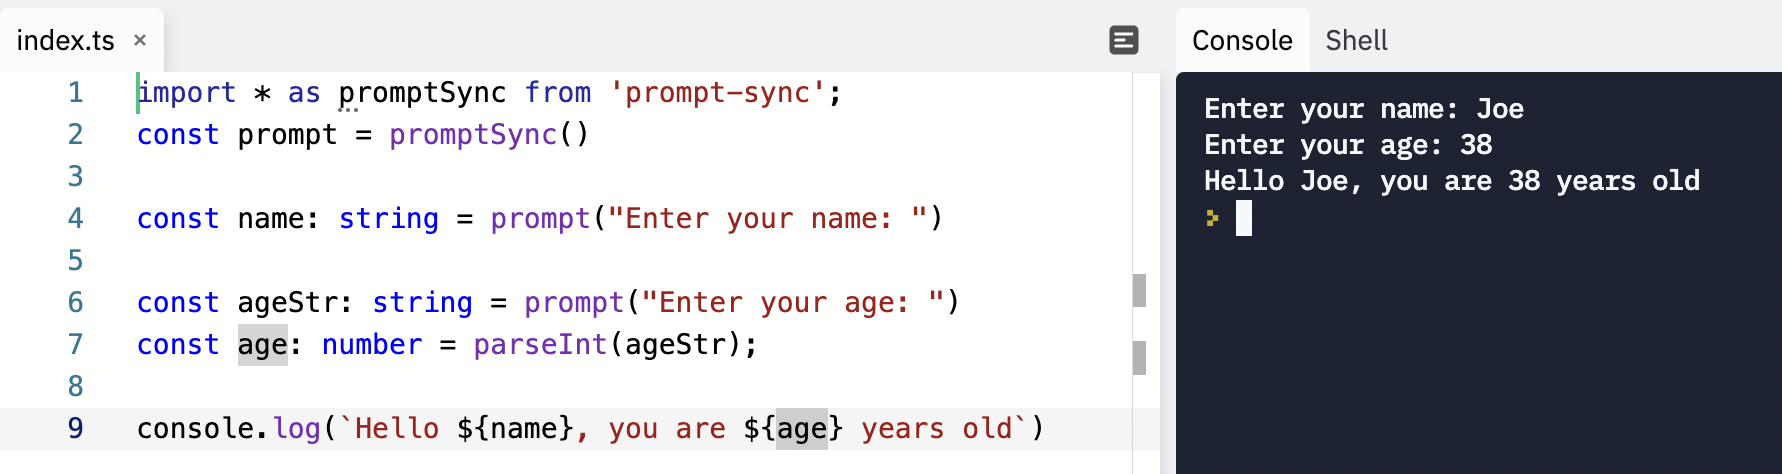 index.ts ×
Console Shell
1 import * as promptSync from 'prompt-sync';
2 const prompt = promptSync()
3
4 const name: string = prompt("Enter your name: ")
5
6 const ageStr: string = prompt("Enter your age: ")
7 const age: number = parseInt(ageStr);
8
9 console.log(`Hello ${name}, you are ${age} years old`)
Enter your name: Joe
Enter your age: 38
Hello Joe, you are 38 years old